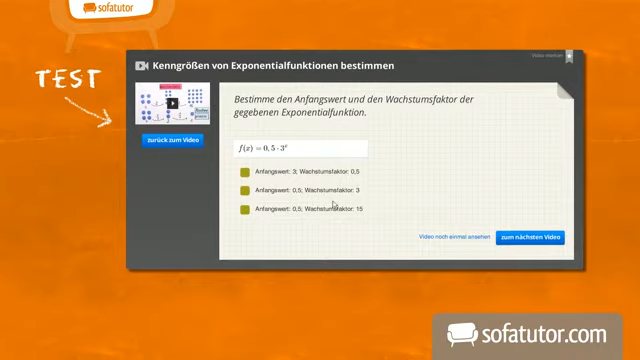 sofatutor
TEST
Video merken
Kenngrößen von Exponentialfunktionen bestimmen
Bestimme den Anfangswert und den Wachstumsfaktor der
gegebenen Exponentialfunktion.
zurück zum Video
f(x) = 0,5 · 3ˣ
Anfangswert: 3; Wachstumsfaktor: 0,5
Anfangswert: 0,5; Wachstumsfaktor: 3
Anfangswert: 0,5; Wachstumsfaktor: 15
Video noch einmal ansehen
zum nächsten Video
sofatutor.com